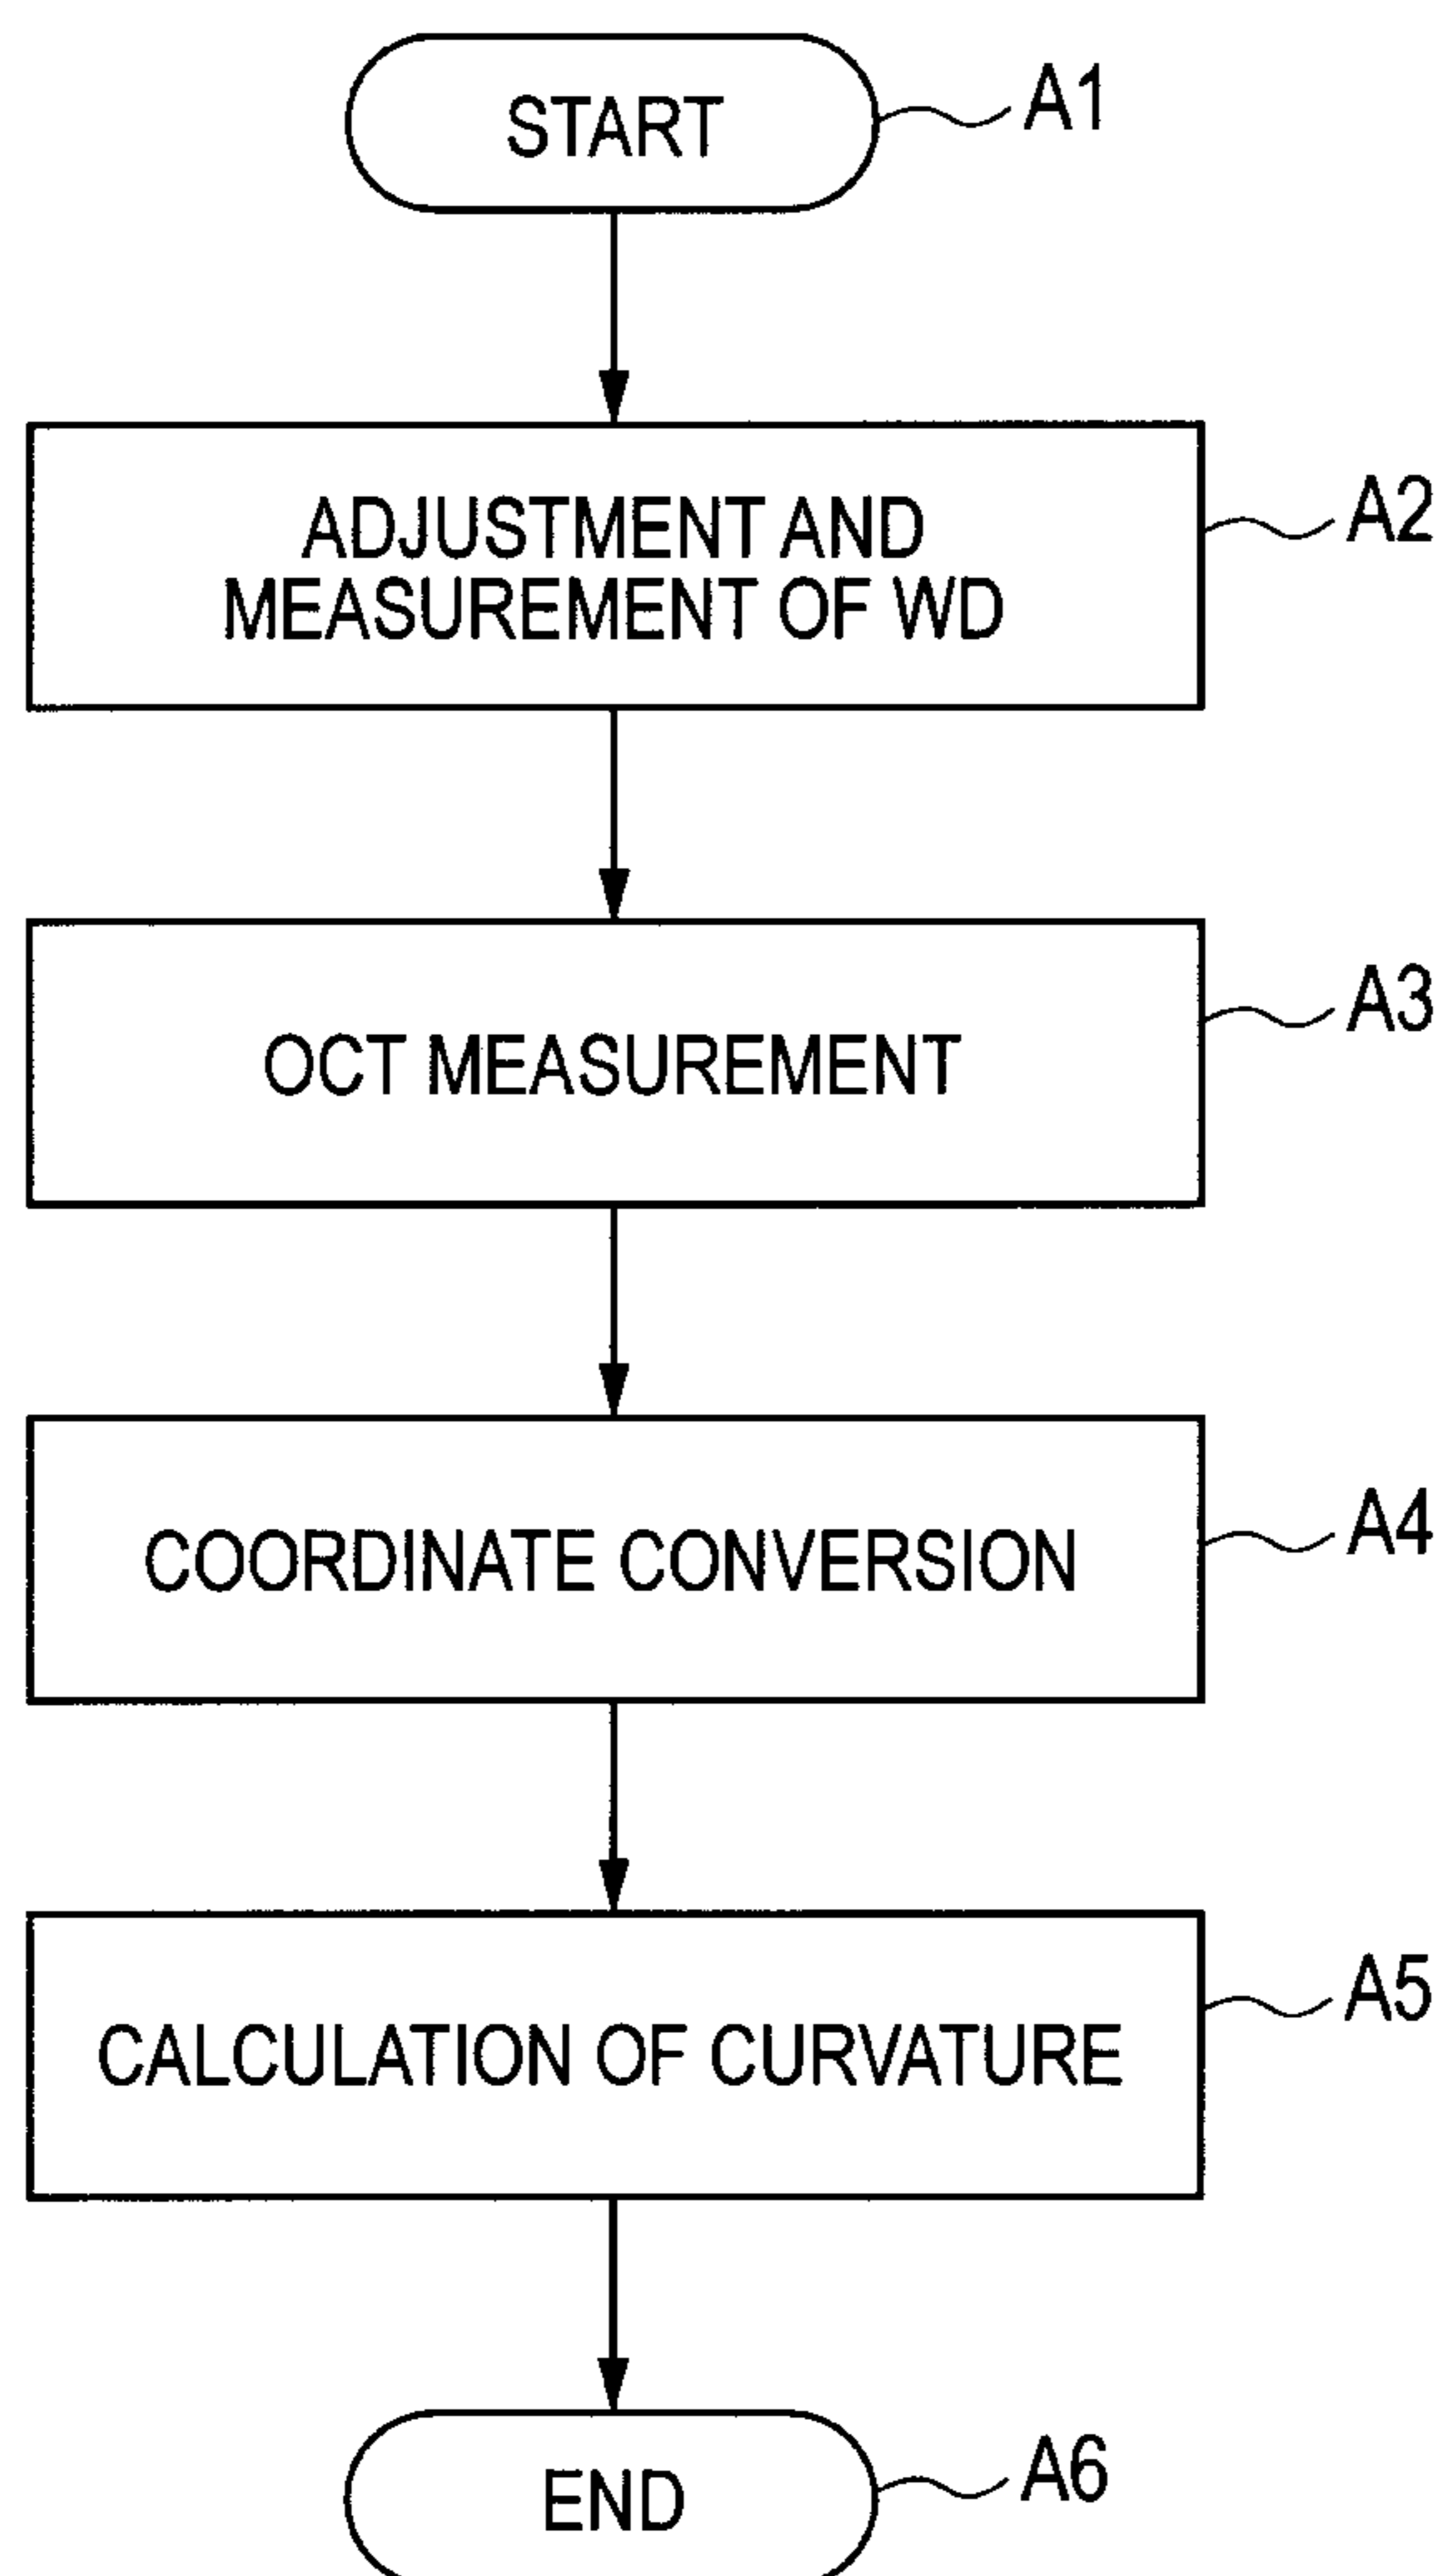 START
A1
ADJUSTMENT AND
MEASUREMENT OF WD
A2
OCT MEASUREMENT
A3
COORDINATE CONVERSION
A4
CALCULATION OF CURVATURE
A5
END
A6